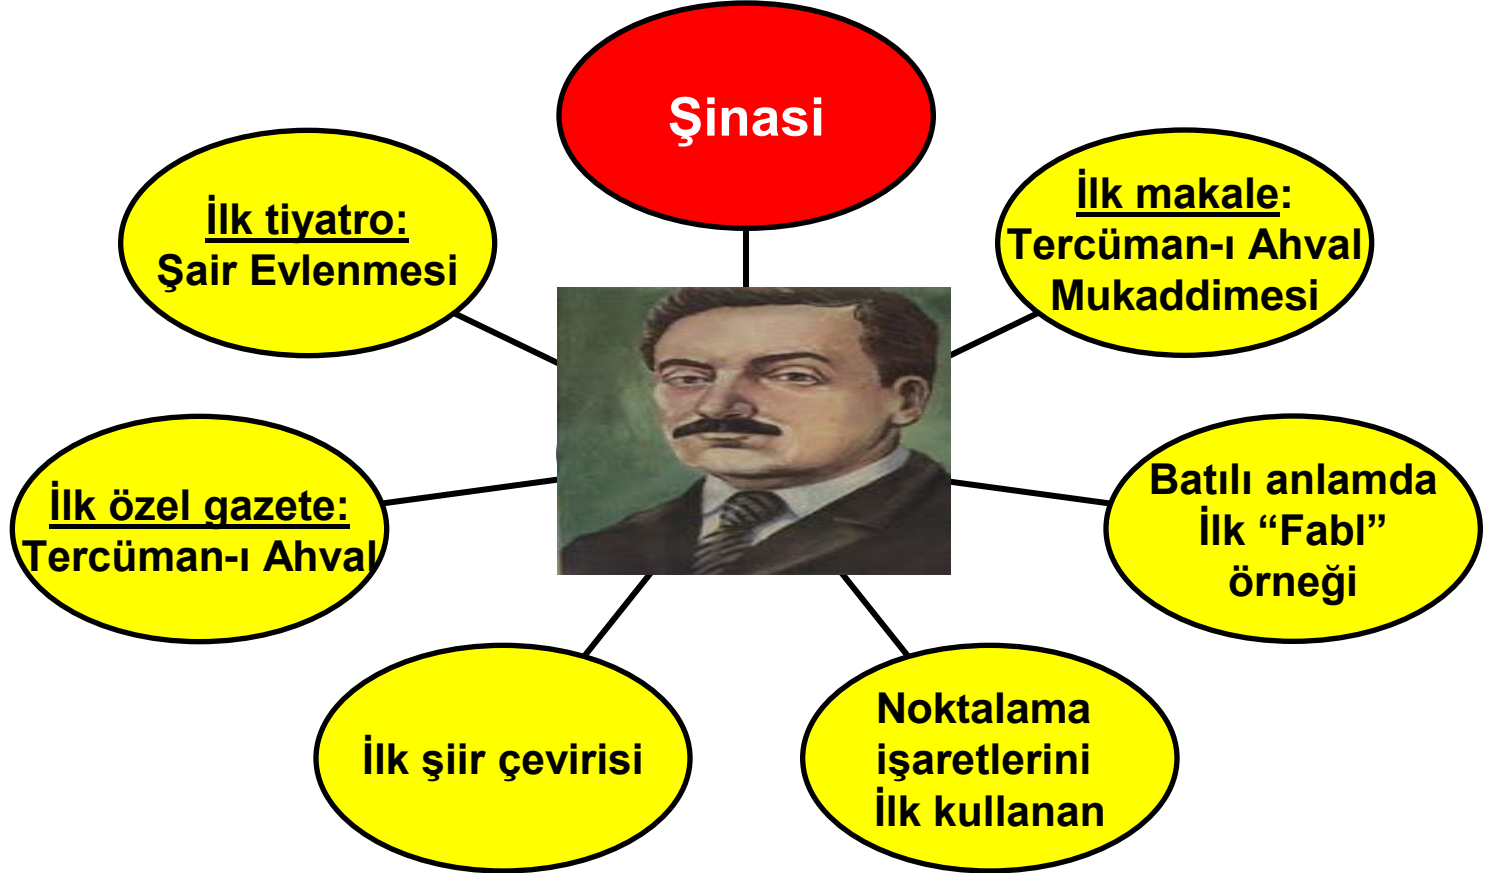 Şinasi
İlk tiyatro:
Şair Evlenmesi
İlk makale:
Tercüman-ı Ahval
Mukaddimesi
İlk özel gazete:
Tercüman-ı Ahval
Batılı anlamda
İlk “Fabl”
örneği
İlk şiir çevirisi
Noktalama
işaretlerini
İlk kullanan